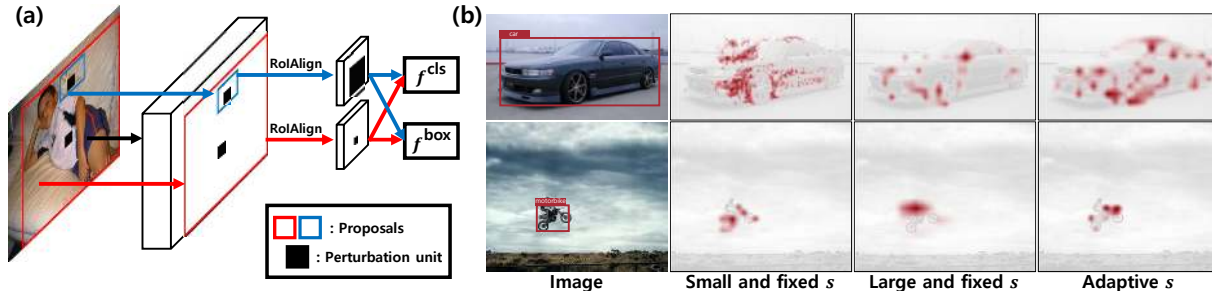 (a)
RoIAlign
RoIAlign
f^cls
f^box
: Proposals
: Perturbation unit
(b)
car
motorbike
Image
Small and fixed s
Large and fixed s
Adaptive s